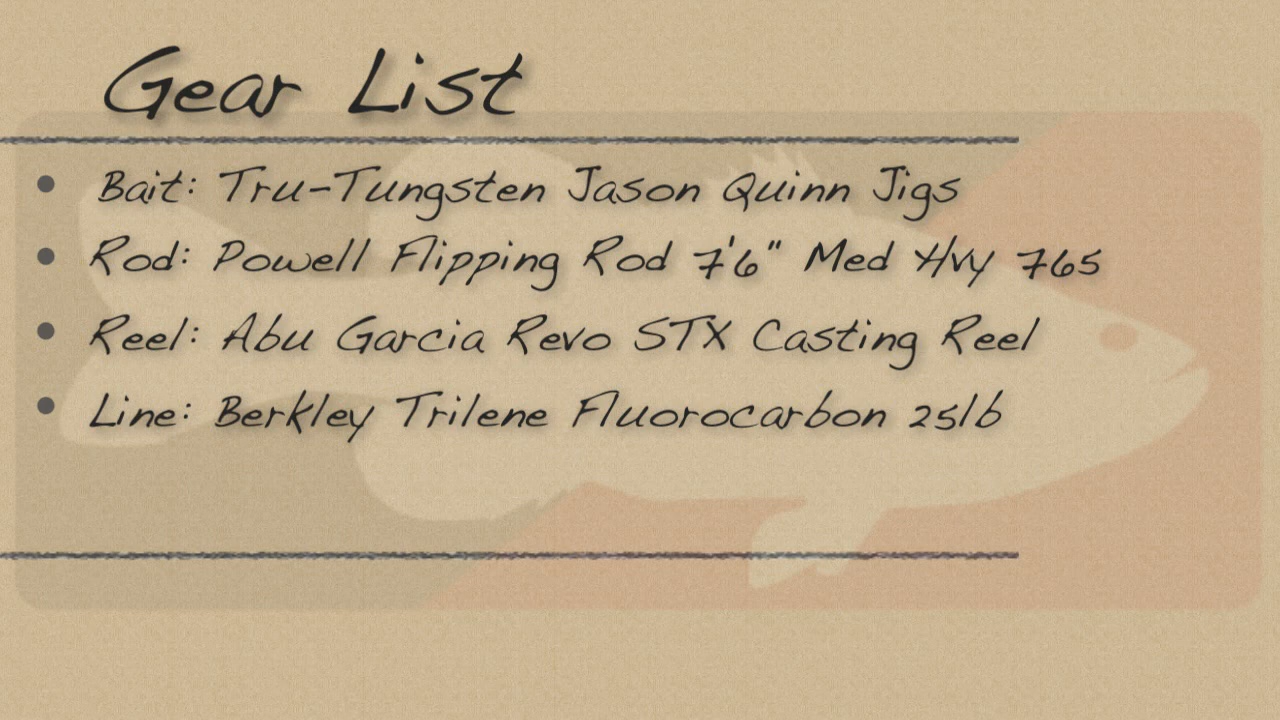 Gear List
Bait: Tru-Tungsten Jason Quinn Jigs
Rod: Powell Flipping Rod 7'6" Med Hvy 765
Reel: Abu Garcia Revo STX Casting Reel
Line: Berkley Trilene Fluorocarbon 25lb